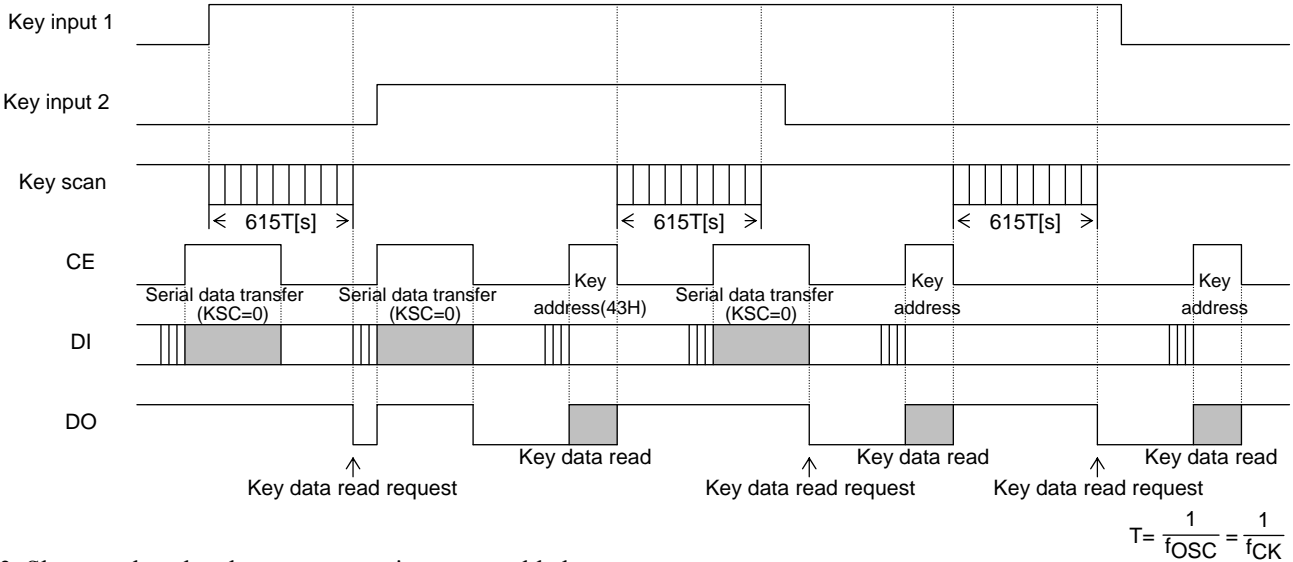 Key input 1
Key input 2
Key scan
615T[s] 615T[s] 615T[s]
CE
Key Key Key
Serial data transfer Serial data transfer address(43H) Serial data transfer address address
(KSC=0) (KSC=0) (KSC=0)
DI
DO
Key data read Key data read Key data read
Key data read request Key data read request Key data read request
T= 1/fOSC = 1/fCK